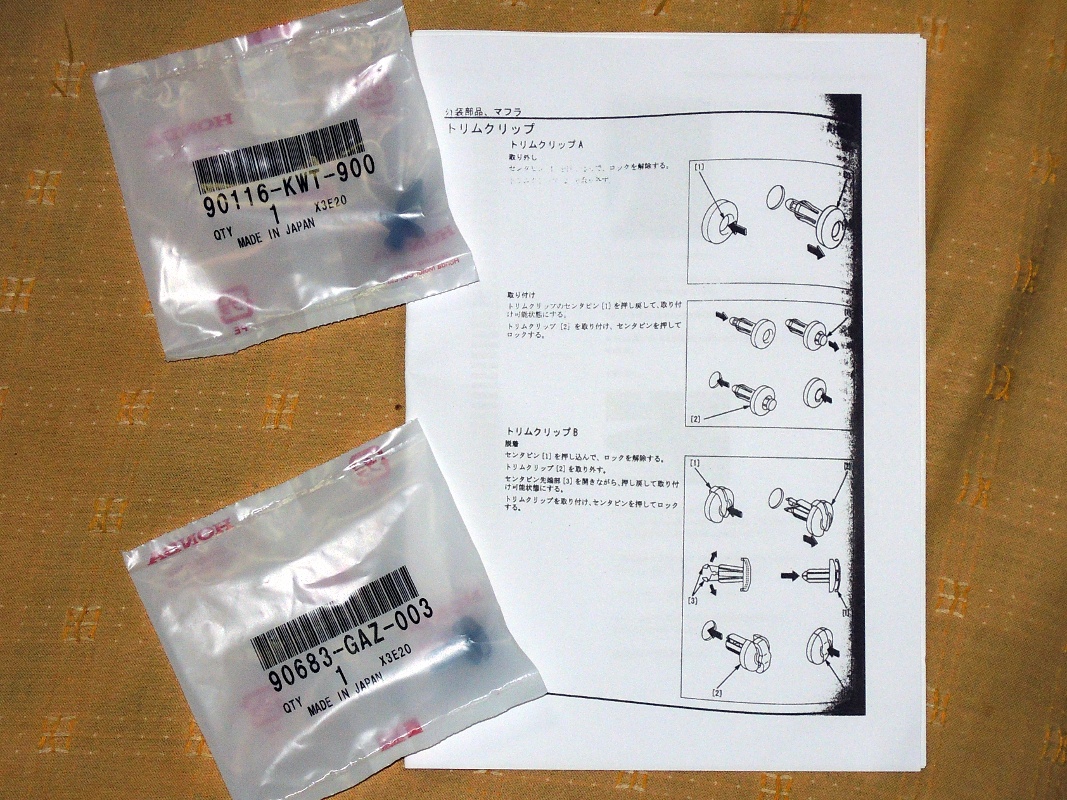 HONDA
90116-KWT-900
1
X3E20
QTY
MADE IN JAPAN
HONDA
90683-GAZ-003
1
X3E20
QTY
MADE IN JAPAN
装部品、マフラ
トリムクリップ
トリムクリップA
取り外し
センタピン で、ロックを解除する。
[1]
取り付け
トリムクリップのセンタピン[1]を押し戻して、取り付
け可能状態にする。
トリムクリップ[2]を取り付け、センタピンを押して
ロックする。
[2]
トリムクリップB
脱着
センタピン[1]を押し込んで、ロックを解除する。
トリムクリップ[2]を取り外す。
センタピン先端部[3]を開きながら、押し戻して取り付
け可能状態にする。
トリムクリップを取り付け、センタピンを押してロック
する。
[1]
[3]
[2]